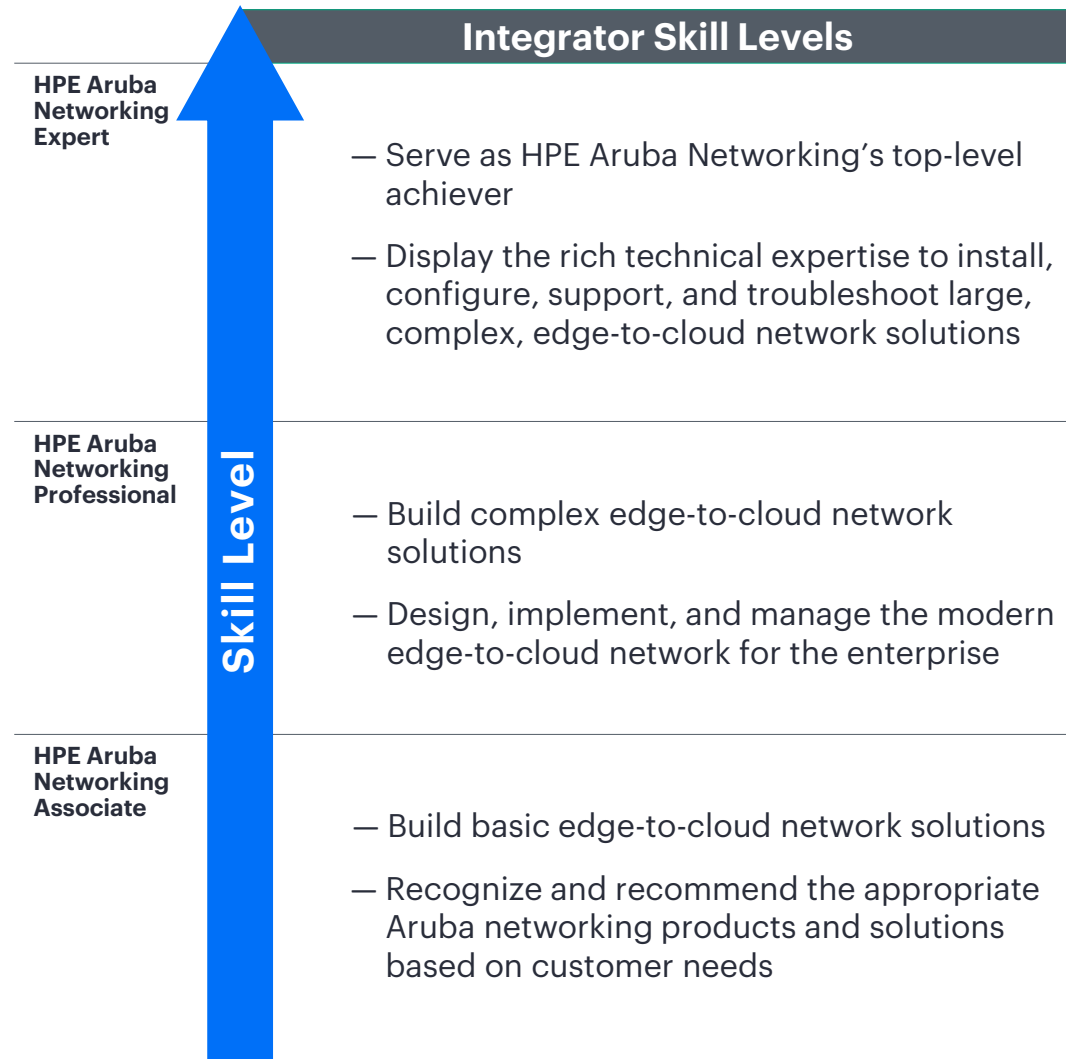 Integrator Skill Levels
HPE Aruba
Networking
Expert
— Serve as HPE Aruba Networking’s top-level
achiever
— Display the rich technical expertise to install,
configure, support, and troubleshoot large,
complex, edge-to-cloud network solutions
HPE Aruba
Networking
Professional
Skill Level
— Build complex edge-to-cloud network
solutions
— Design, implement, and manage the modern
edge-to-cloud network for the enterprise
HPE Aruba
Networking
Associate
— Build basic edge-to-cloud network solutions
— Recognize and recommend the appropriate
Aruba networking products and solutions
based on customer needs